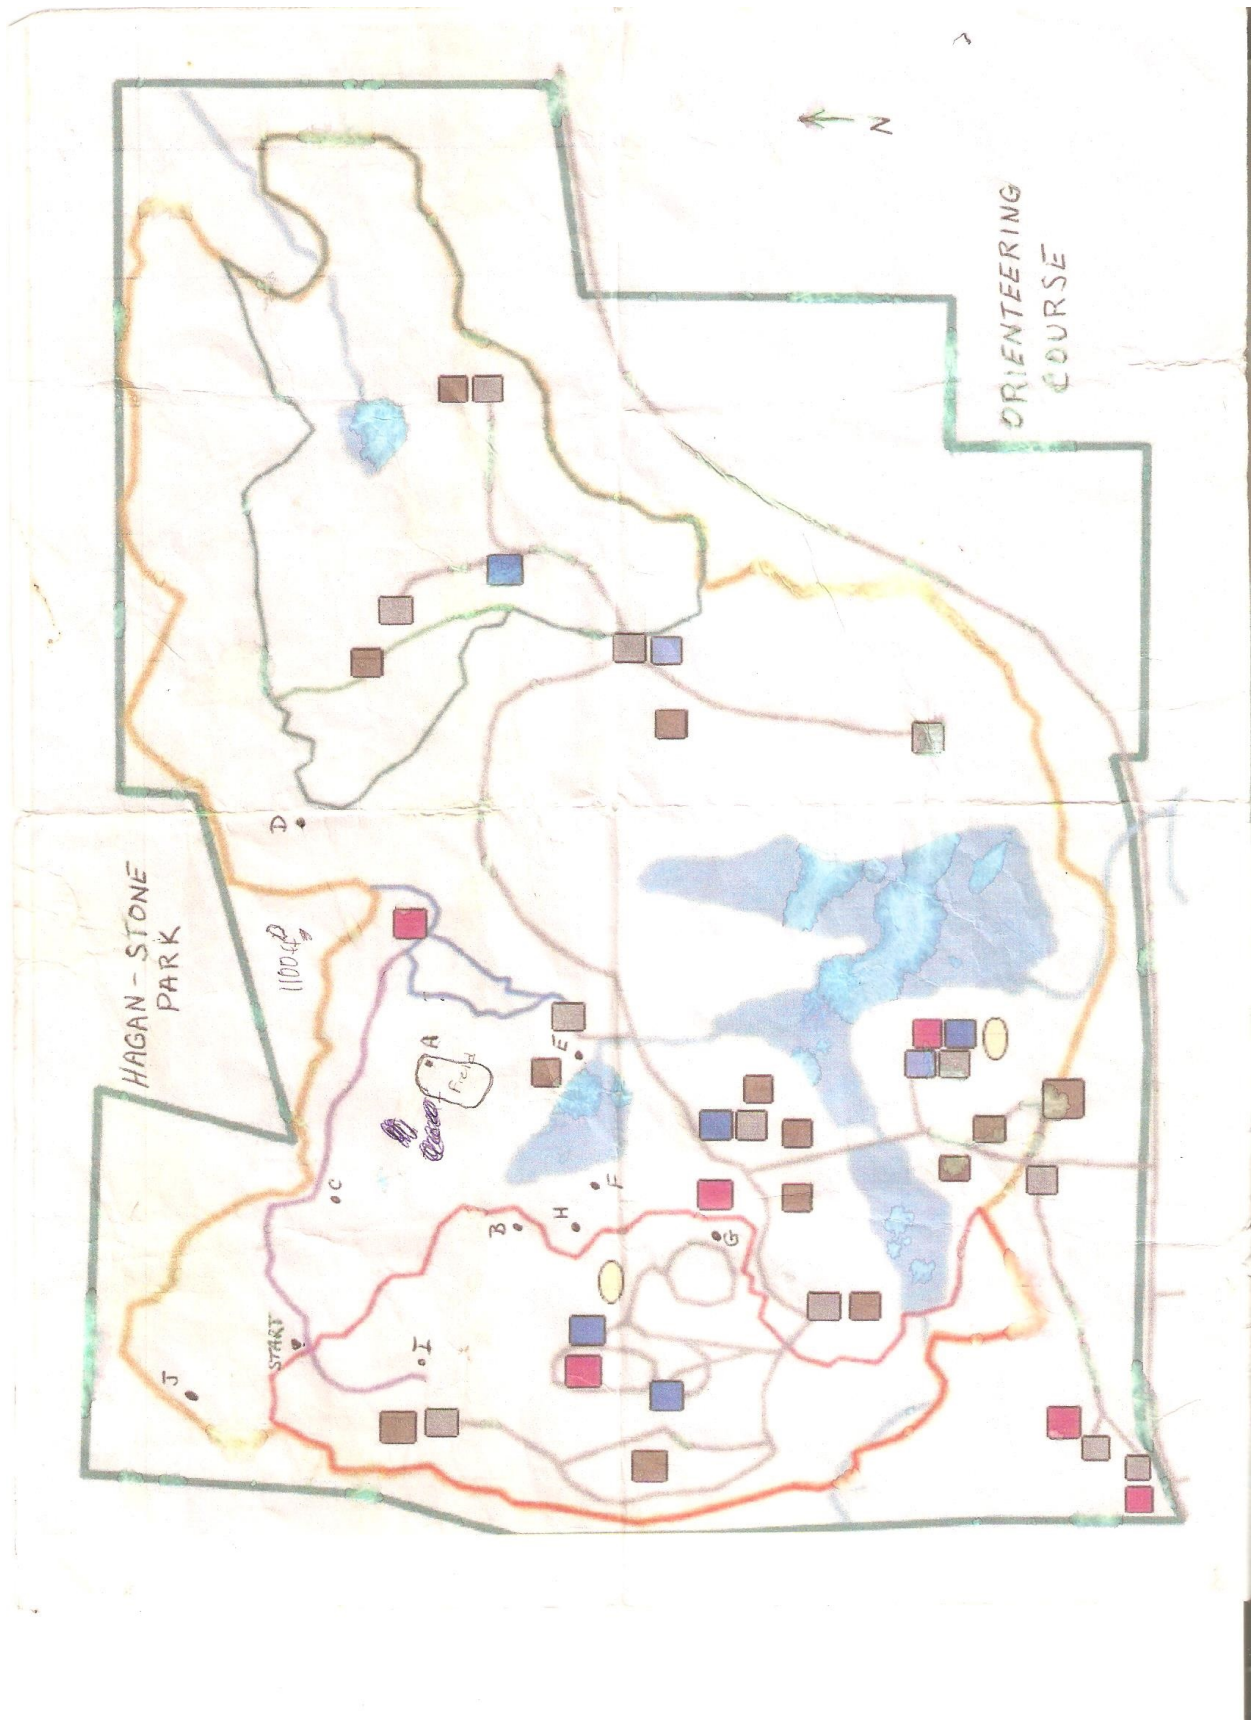 HAGAN-STONE
PARK
ORIENTEERING
COURSE
N
START
J
I
C
B
H
F
G
E
A
Field
D
1100ft